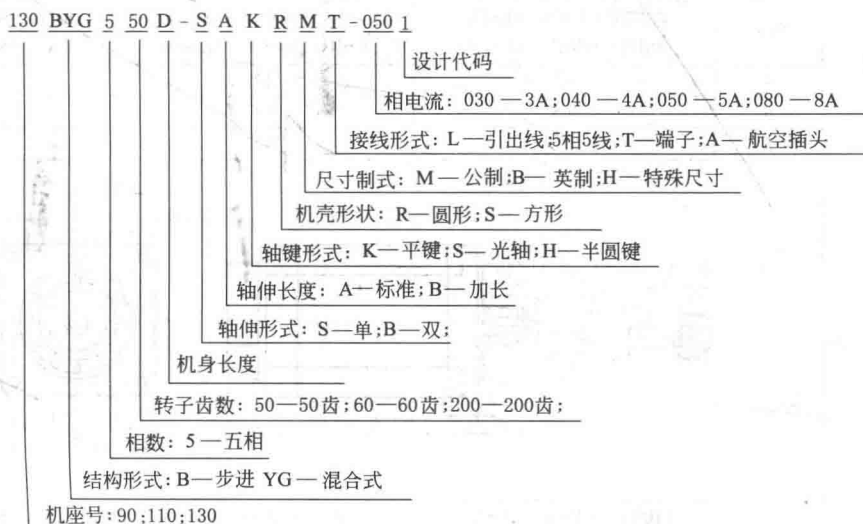 130 BYG 5 50 D - S A K R M T - 050 1
设计代码
相电流：030 —3A;040 —4A;050 —5A;080 —8A
接线形式：L—引出线;5相5线;T—端子;A— 航空插头
尺寸制式：M—公制;B— 英制;H—特殊尺寸
机壳形状：R—圆形;S—方形
轴键形式：K—平键;S—光轴;H—半圆键
轴伸长度：A—标准;B—加长
轴伸形式：S—单;B—双;
机身长度
转子齿数：50—50齿;60—60齿;200—200齿;
相数：5—五相
结构形式:B—步进 YG—混合式
机座号:90;110;130